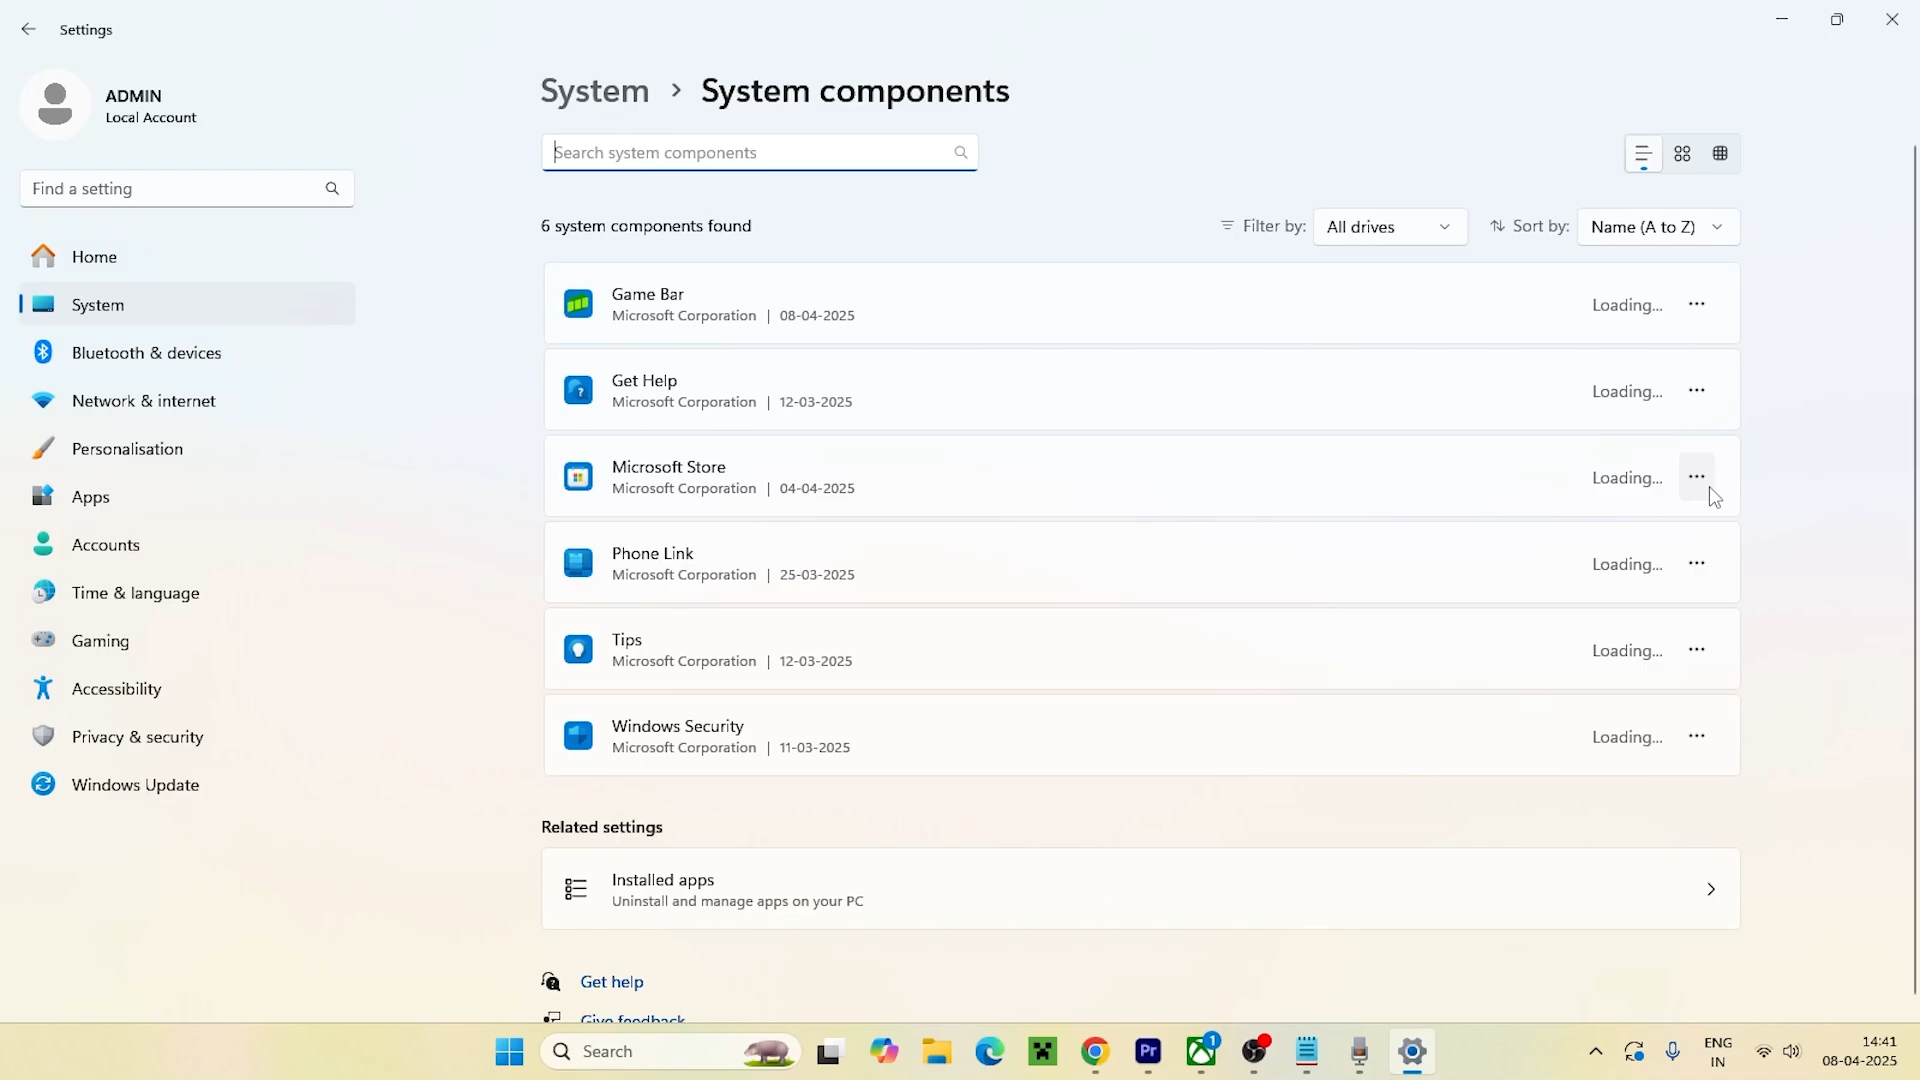 Settings
ADMIN
Local Account
Find a setting
Home
System
Bluetooth & devices
Network & internet
Personalisation
Apps
Accounts
Time & language
Gaming
Accessibility
Privacy & security
Windows Update
System > System components
Search system components
6 system components found
Filter by: All drives
Sort by: Name (A to Z)
Game Bar
Microsoft Corporation | 08-04-2025
Loading...
Get Help
Microsoft Corporation | 12-03-2025
Loading...
Microsoft Store
Microsoft Corporation | 04-04-2025
Loading...
Phone Link
Microsoft Corporation | 25-03-2025
Loading...
Tips
Microsoft Corporation | 12-03-2025
Loading...
Windows Security
Microsoft Corporation | 11-03-2025
Loading...
Related settings
Installed apps
Uninstall and manage apps on your PC
Get help
Give feedback
Search
Pr
1
ENG
IN
14:41
08-04-2025